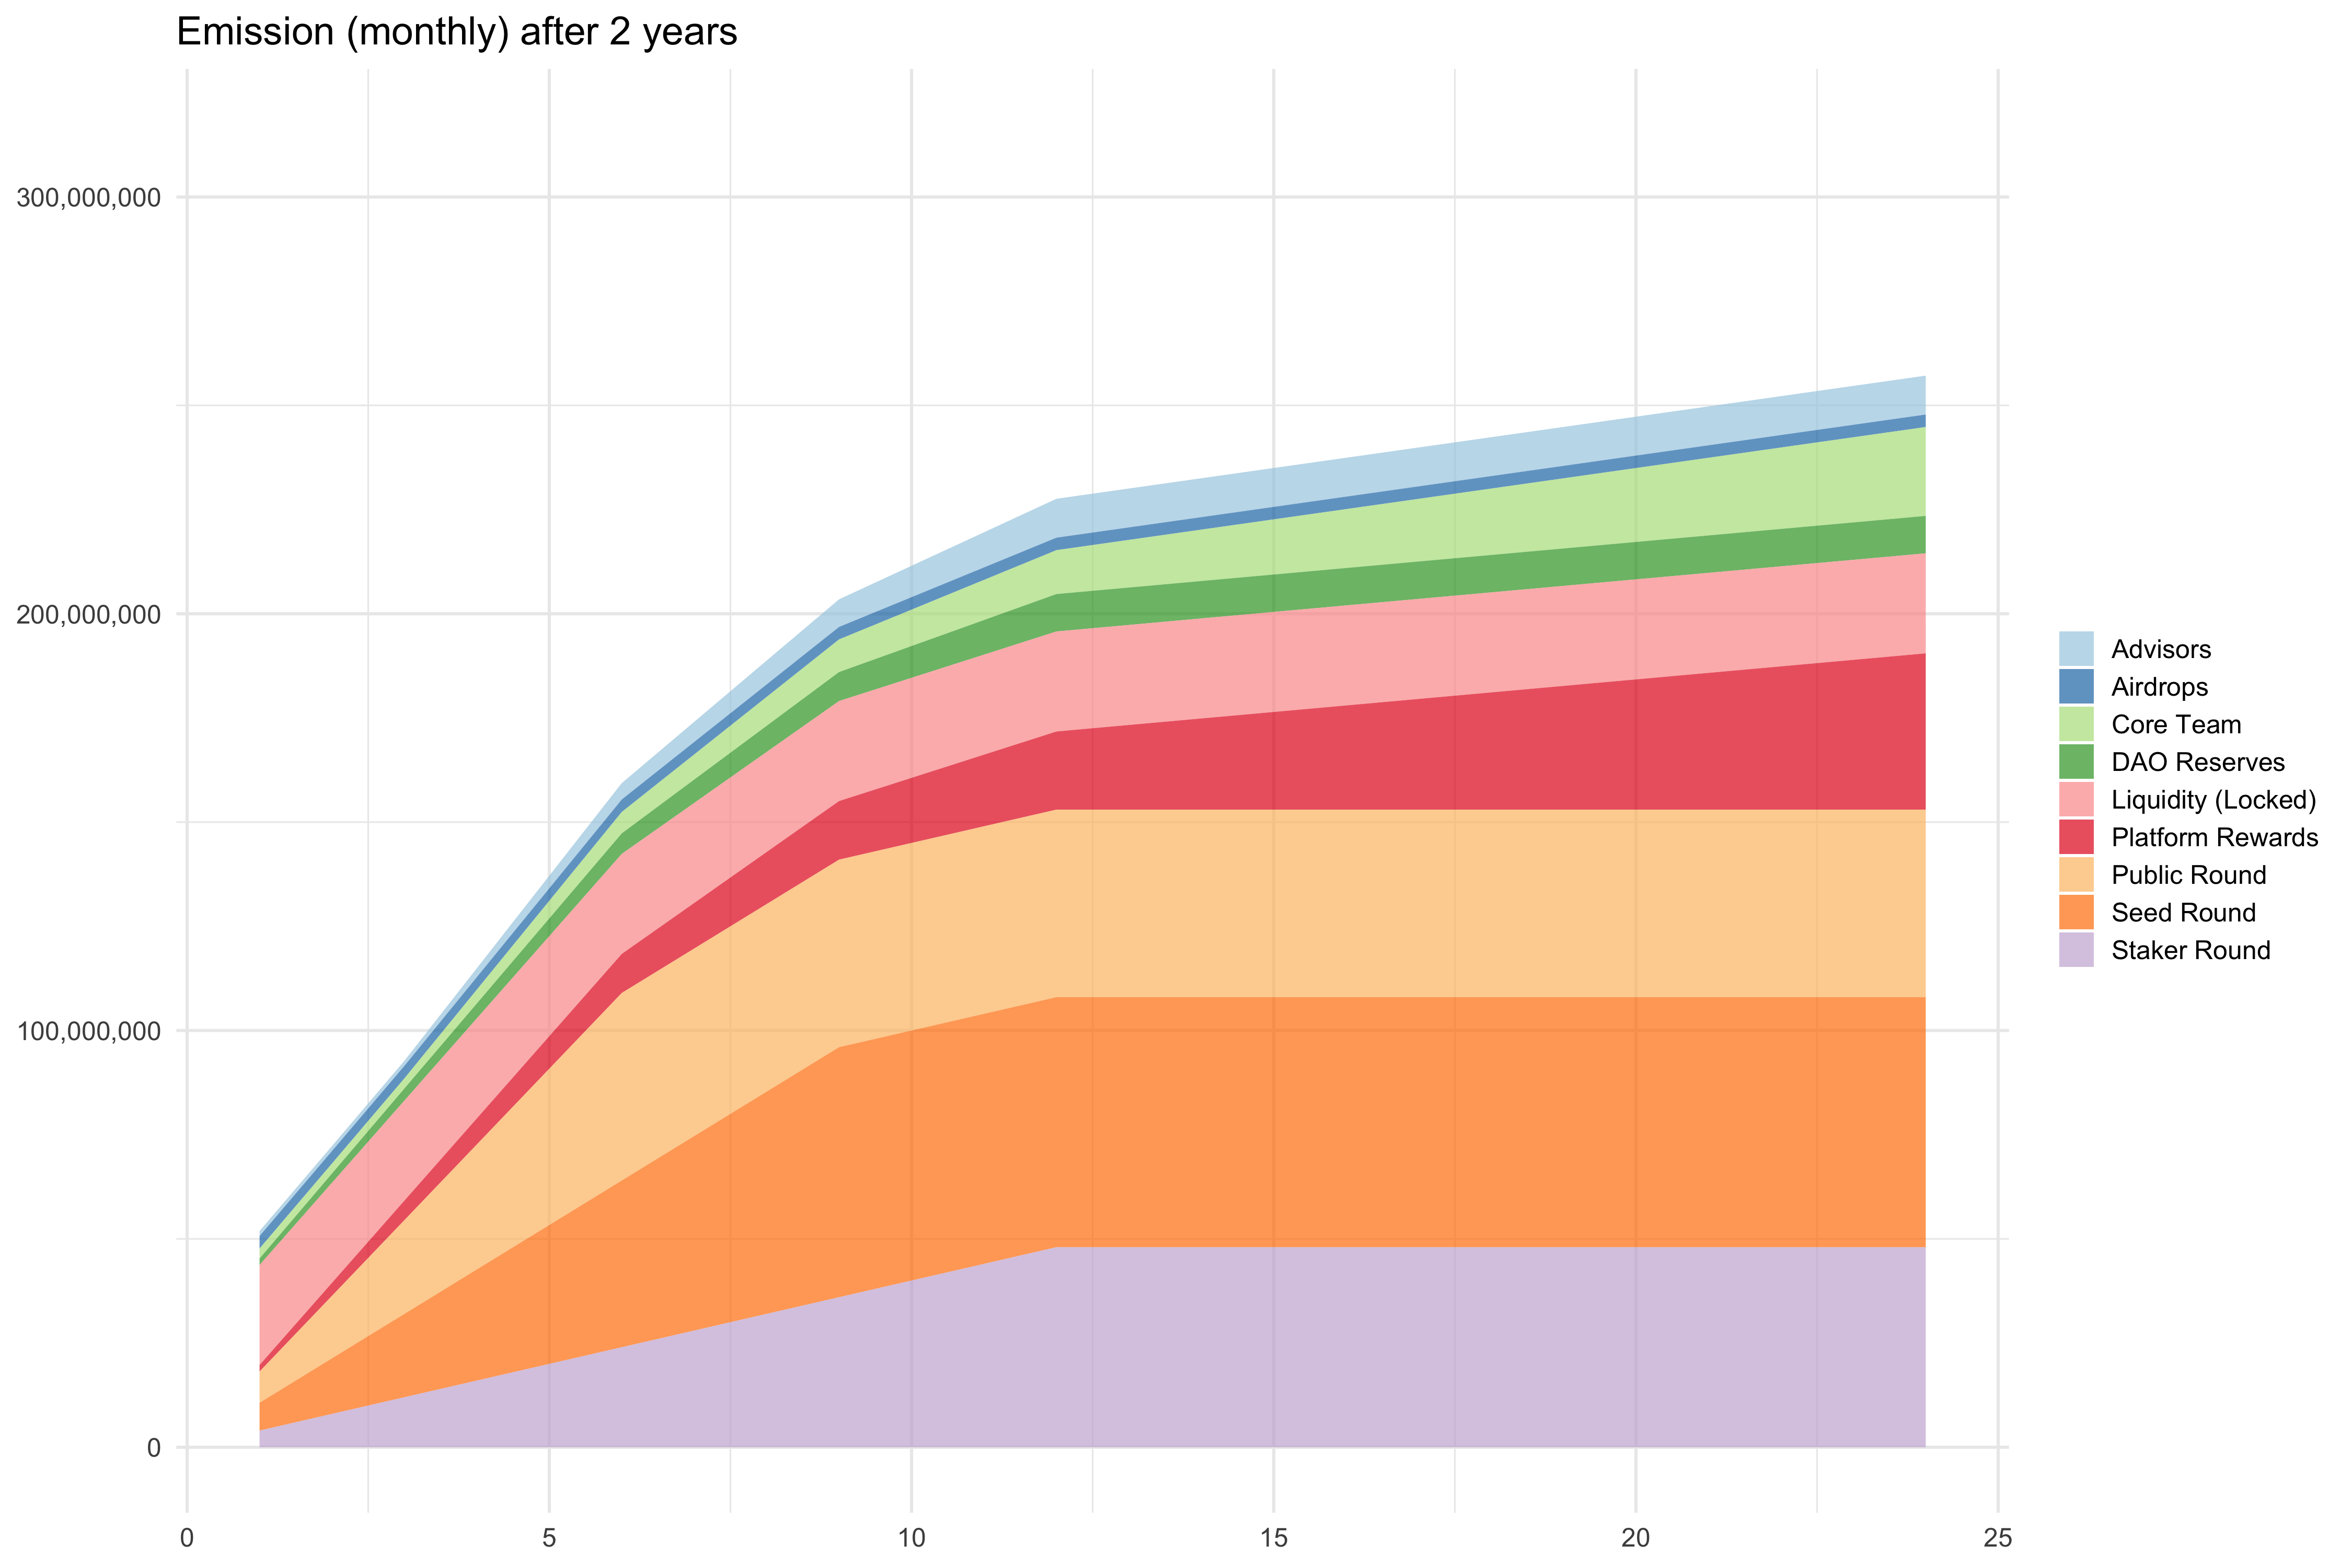 Emission (monthly) after 2 years
300,000,000
200,000,000
100,000,000
0
0 5 10 15 20 25
Advisors
Airdrops
Core Team
DAO Reserves
Liquidity (Locked)
Platform Rewards
Public Round
Seed Round
Staker Round